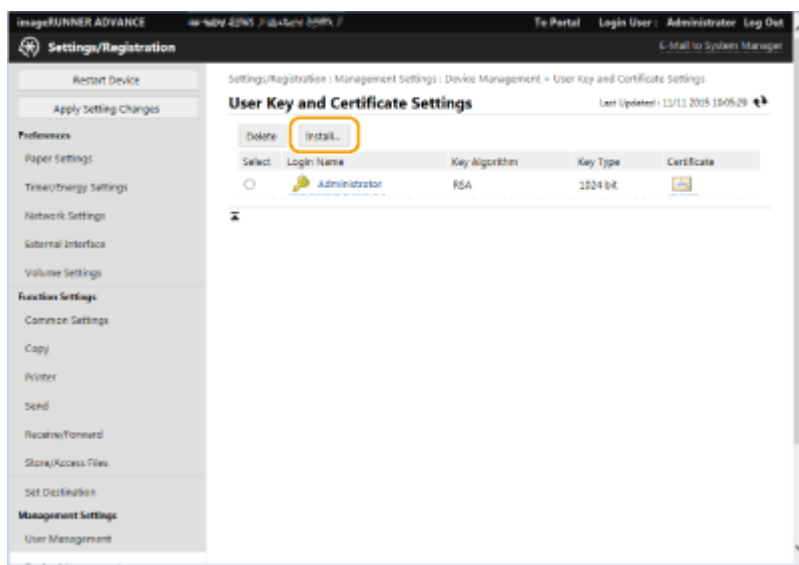 imageRUNNER ADVANCE
To Portal Login User : Administrator Log Out
Settings/Registration
E-Mail to System Manager
Restart Device
Apply Setting Changes
Preferences
Paper Settings
Timer/Energy Settings
Network Settings
External Interface
Volume Settings
Function Settings
Common Settings
Copy
Printer
Send
Receive/Forward
Store/Access Files
Set Destination
Management Settings
User Management
Settings/Registration : Management Settings : Device Management > User Key and Certificate Settings
User Key and Certificate Settings
Last Updated : 11/11 2015 10:05:29
Delete Install...
Select Login Name Key Algorithm Key Type Certificate
Administrator RSA 1024 bit